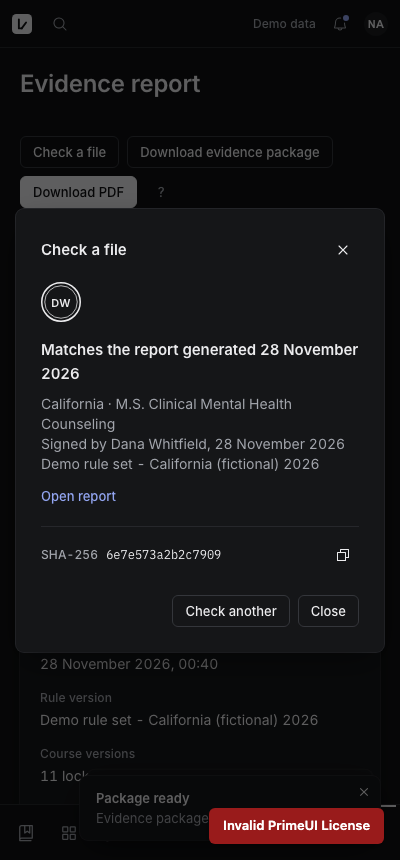 Demo data
NA
Evidence report
Check a file
Download evidence package
Download PDF
?
Check a file
DW
Matches the report generated 28 November
2026
California · M.S. Clinical Mental Health
Counseling
Signed by Dana Whitfield, 28 November 2026
Demo rule set - California (fictional) 2026
Open report
SHA-256 6e7e573a2b2c7909
Check another
Close
28 November 2026, 00:40
Rule version
Demo rule set - California (fictional) 2026
Course versions
11
Package ready
Evidence package
Invalid PrimeUI License